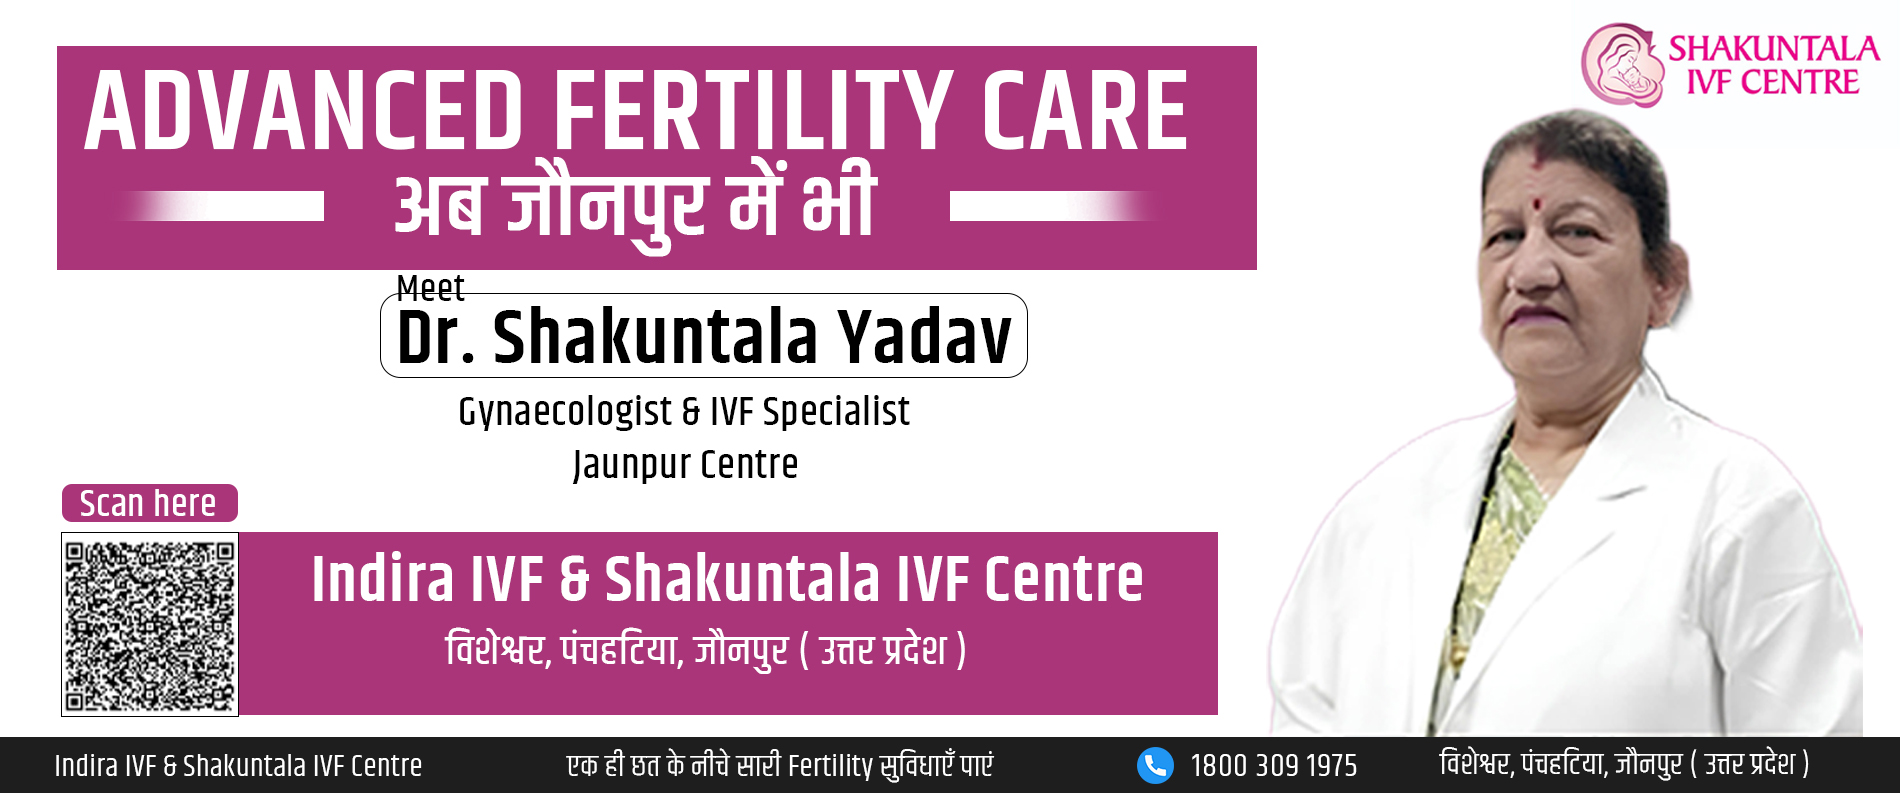 SHAKUNTALA
IVF CENTRE
ADVANCED FERTILITY CARE
अब जौनपुर में भी
Meet
Dr. Shakuntala Yadav
Gynaecologist & IVF Specialist
Jaunpur Centre
Scan here
Indira IVF & Shakuntala IVF Centre
विशेश्वर, पंचहटिया, जौनपुर ( उत्तर प्रदेश )
Indira IVF & Shakuntala IVF Centre
एक ही छत के नीचे सारी Fertility सुविधाएँ पाएं
1800 309 1975
विशेश्वर, पंचहटिया, जौनपुर ( उत्तर प्रदेश )